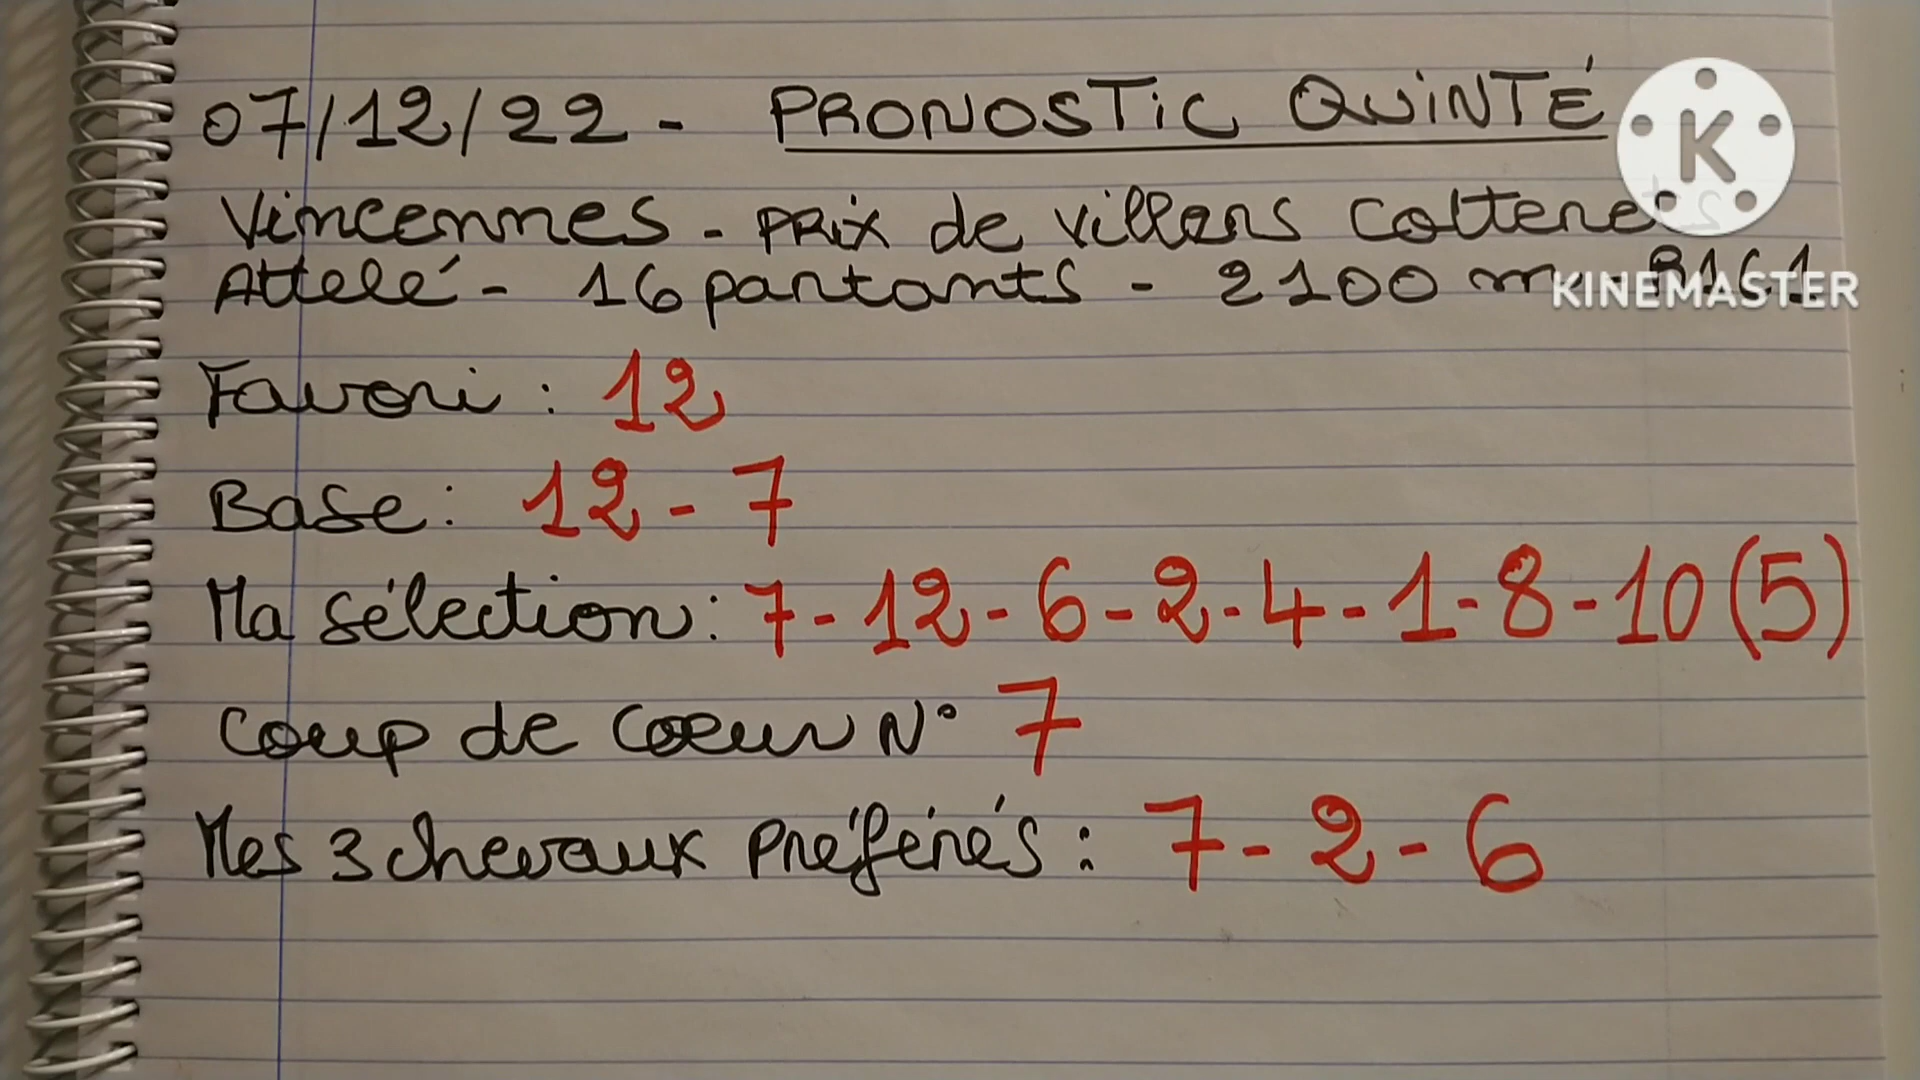 07/12/22 - PRONOSTIC QUINTÉ
Vincennes - PRIX de Villers Cotterets
Attelé - 16 partants - 2100 m - R1C1
KINEMASTER
Favori : 12
Base : 12 - 7
Ma sélection : 7 - 12 - 6 - 2 - 4 - 1 - 8 - 10 (5)
Coup de Coeur N° 7
Mes 3 chevaux Préférés : 7 - 2 - 6